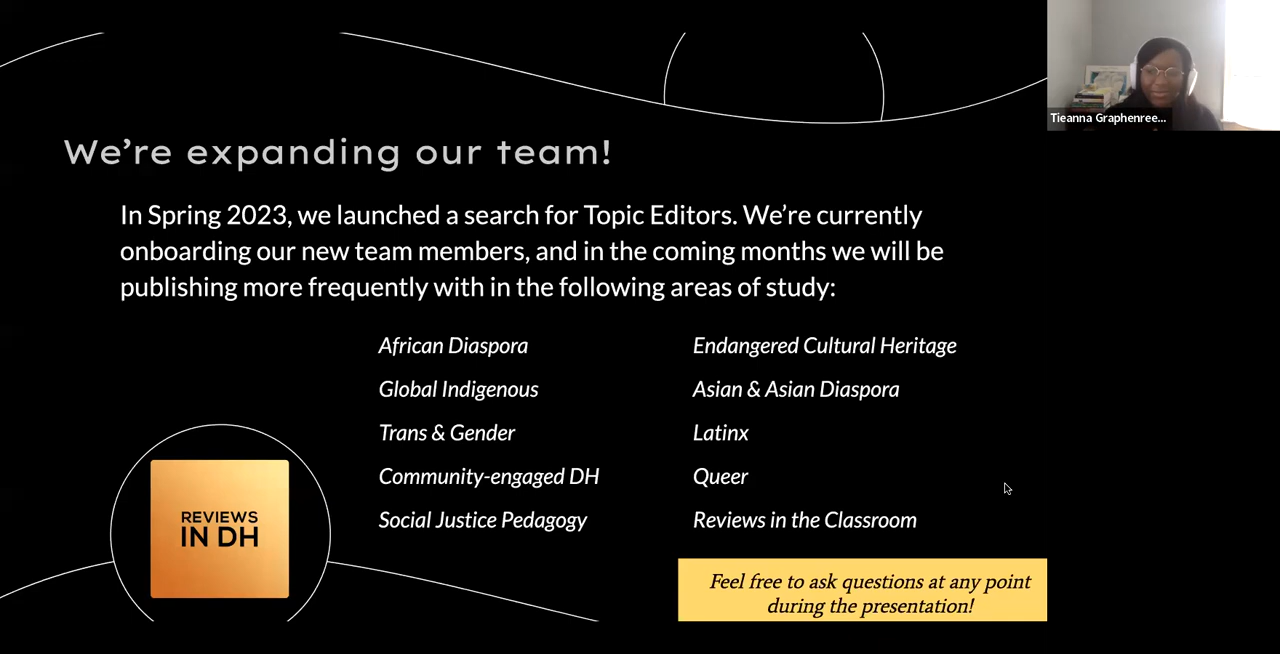 Tieanna Graphenree...
We're expanding our team!
In Spring 2023, we launched a search for Topic Editors. We're currently
onboarding our new team members, and in the coming months we will be
publishing more frequently with in the following areas of study:
African Diaspora
Global Indigenous
Trans & Gender
Community-engaged DH
Social Justice Pedagogy
Endangered Cultural Heritage
Asian & Asian Diaspora
Latinx
Queer
Reviews in the Classroom
REVIEWS
IN DH
Feel free to ask questions at any point
during the presentation!